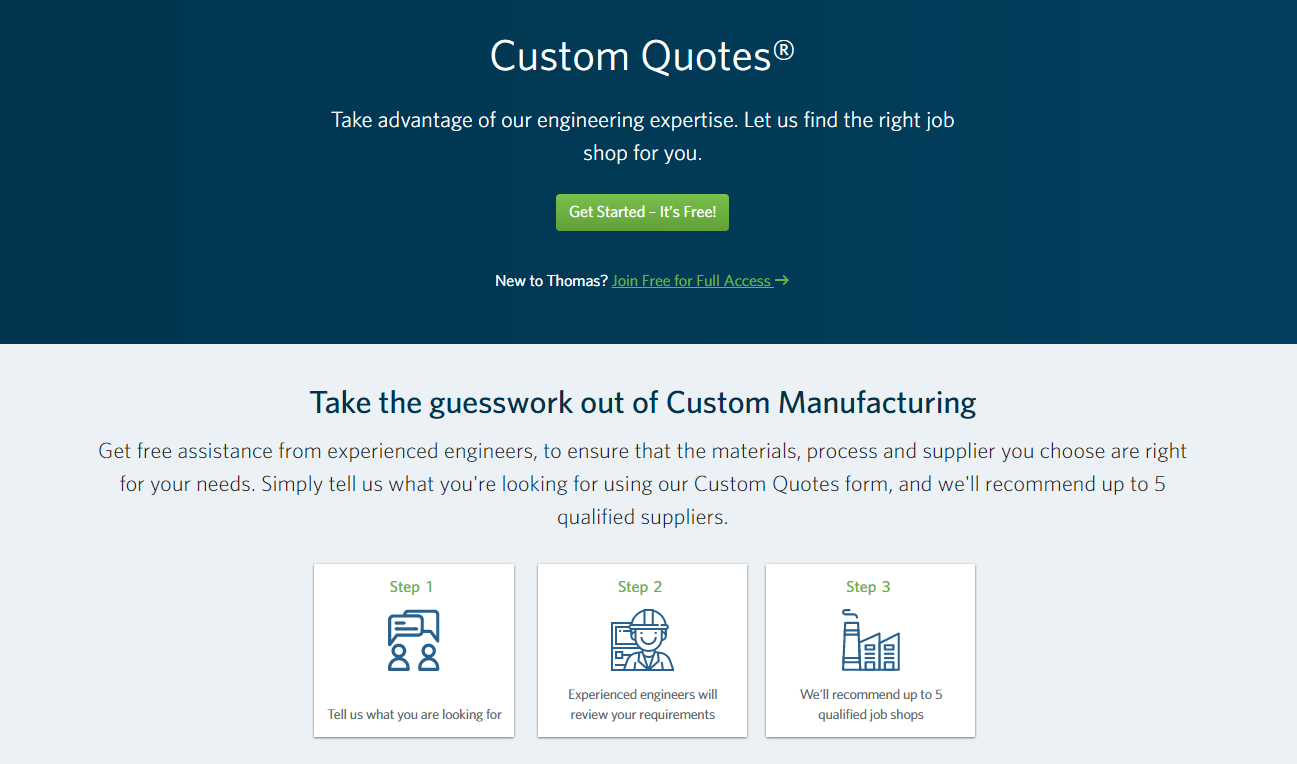 Custom Quotes®
Take advantage of our engineering expertise. Let us find the right job
shop for you.
Get Started – It's Free!
New to Thomas? Join Free for Full Access →
Take the guesswork out of Custom Manufacturing
Get free assistance from experienced engineers, to ensure that the materials, process and supplier you choose are right
for your needs. Simply tell us what you're looking for using our Custom Quotes form, and we'll recommend up to 5
qualified suppliers.
Step 1
Tell us what you are looking for
Step 2
Experienced engineers will
review your requirements
Step 3
We'll recommend up to 5
qualified job shops